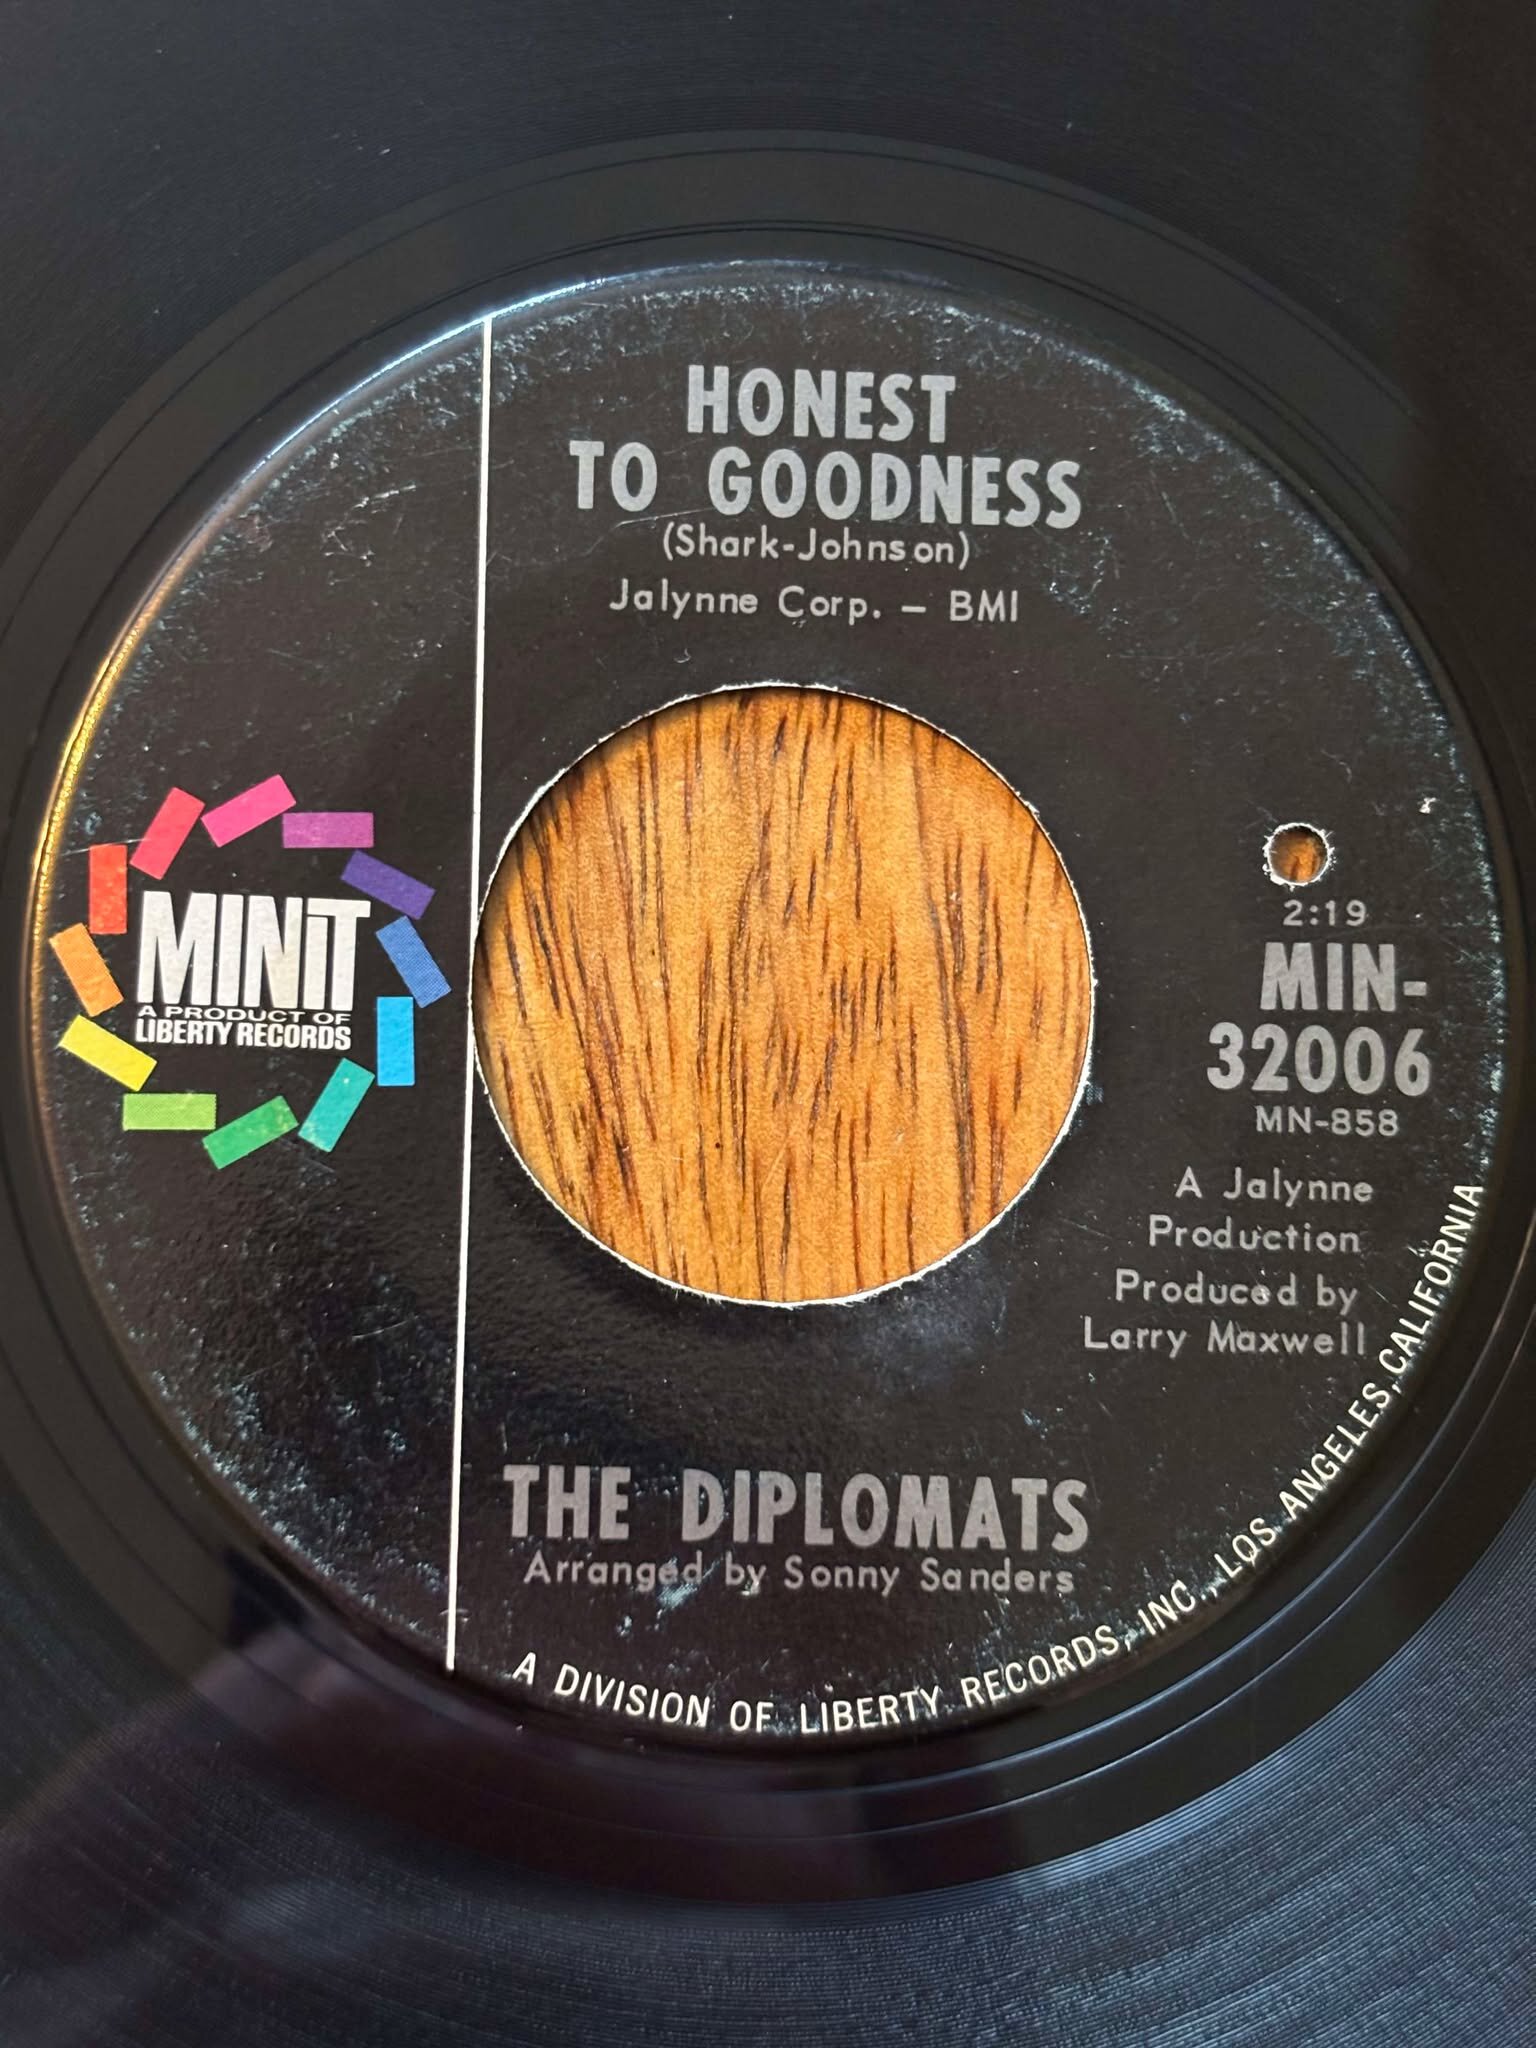 HONEST
TO GOODNESS
(Shark-Johnson)
Jalynne Corp. — BMI
MINIT
A PRODUCT OF
LIBERTY RECORDS
2:19
MIN-
32006
MN-858
A Jalynne
Production
Produced by
Larry Maxwell
THE DIPLOMATS
Arranged by Sonny Sanders
A DIVISION OF LIBERTY RECORDS, INC., LOS ANGELES, CALIFORNIA